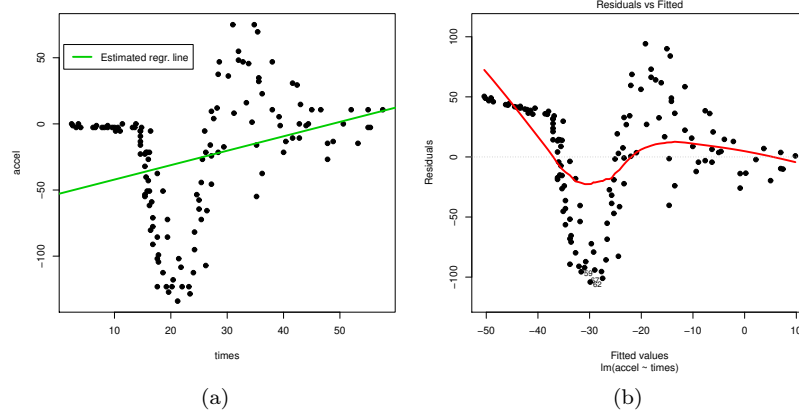 Estimated regr. line
accel
50
0
−50
−100
10
20
30
40
50
times
(a)
Residuals vs Fitted
Residuals
100
50
0
−50
−100
62
−50
−40
−30
−20
−10
0
10
Fitted values
lm(accel ~ times)
(b)